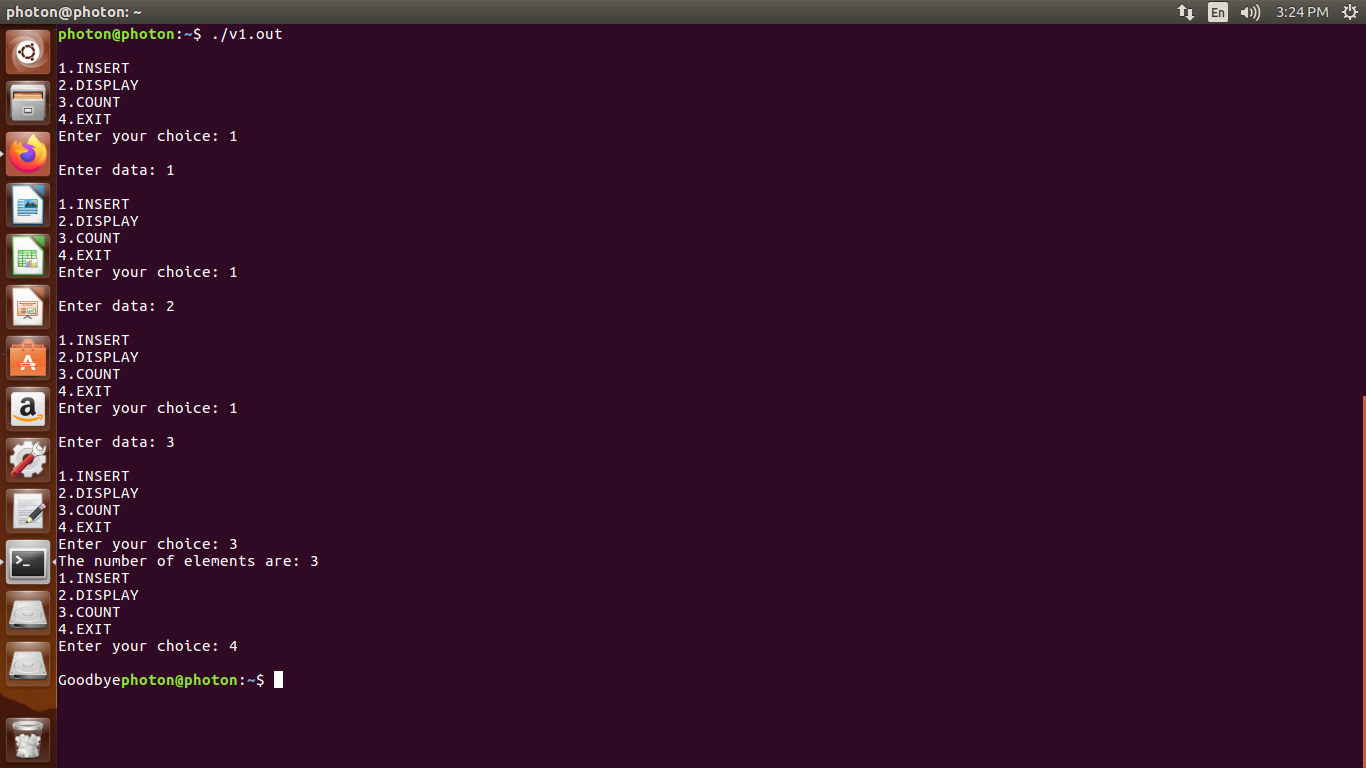 photon@photon: ~
En
3:24 PM
photon@photon:~$ ./v1.out
1.INSERT
2.DISPLAY
3.COUNT
4.EXIT
Enter your choice: 1
Enter data: 1
1.INSERT
2.DISPLAY
3.COUNT
4.EXIT
Enter your choice: 1
Enter data: 2
1.INSERT
2.DISPLAY
3.COUNT
4.EXIT
Enter your choice: 1
Enter data: 3
1.INSERT
2.DISPLAY
3.COUNT
4.EXIT
Enter your choice: 3
The number of elements are: 3
1.INSERT
2.DISPLAY
3.COUNT
4.EXIT
Enter your choice: 4
Goodbyephoton@photon:~$